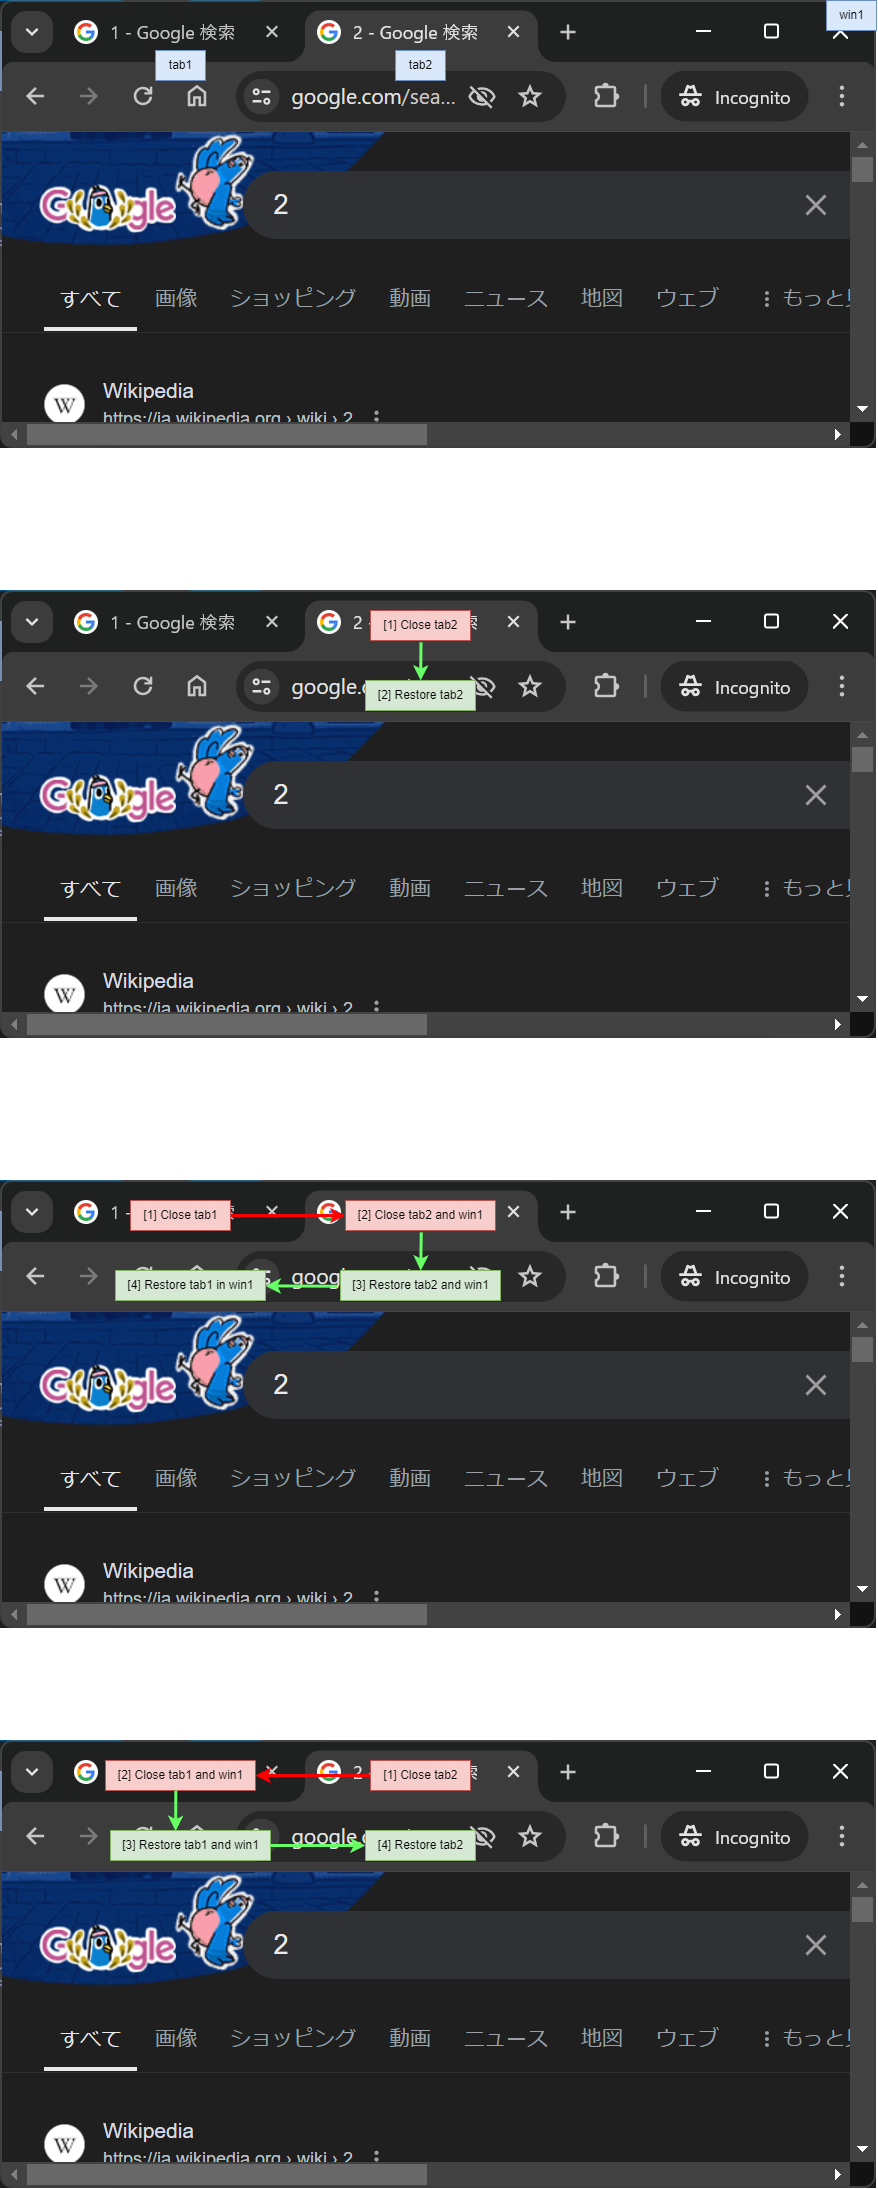 win1
1 - Google 検索
2 - Google 検索
tab1
tab2
google.com/sea...
Incognito
Google
2
すべて 画像 ショッピング 動画 ニュース 地図 ウェブ もっと
Wikipedia
https://ja.wikipedia.org › wiki › 2
1 - Google 検索
2
[1] Close tab2
google.
[2] Restore tab2
Incognito
Google
2
すべて 画像 ショッピング 動画 ニュース 地図 ウェブ もっと
Wikipedia
https://ja.wikipedia.org › wiki › 2
1 -
[1] Close tab1
[2] Close tab2 and win1
[4] Restore tab1 in win1
goog
[3] Restore tab2 and win1
Incognito
Google
2
すべて 画像 ショッピング 動画 ニュース 地図 ウェブ もっと
Wikipedia
https://ja.wikipedia.org › wiki › 2
[2] Close tab1 and win1
2
[1] Close tab2
[3] Restore tab1 and win1
google.
[4] Restore tab2
Incognito
Google
2
すべて 画像 ショッピング 動画 ニュース 地図 ウェブ もっと
Wikipedia
https://ja.wikipedia.org › wiki › 2